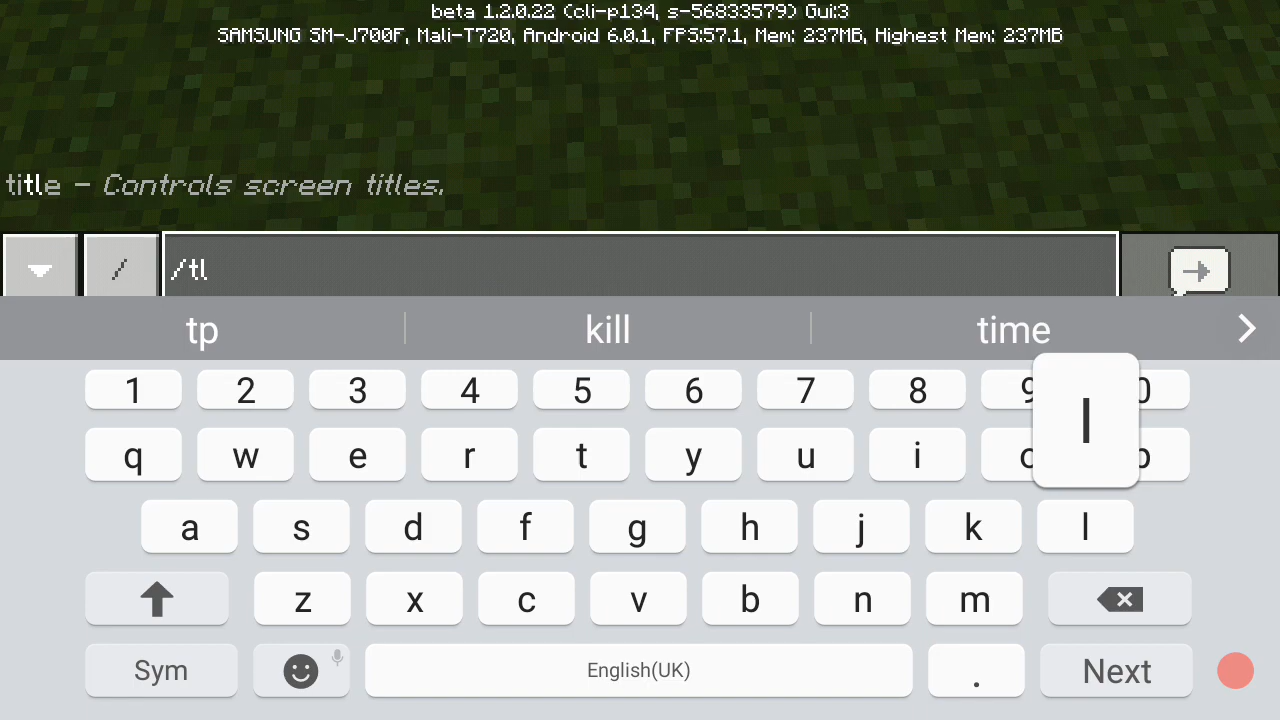 beta 1.2.0.22 (cli-p134, s-56833579) Gui:3
SAMSUNG SM-J700F, Mali-T720, Android 6.0.1, FPS:57.1, Mem: 237MB, Highest Mem: 237MB
title - Controls screen titles.
/ /tl
tp kill time
1 2 3 4 5 6 7 8 9 0
l
q w e r t y u i o p
a s d f g h j k l
z x c v b n m
Sym English(UK) . Next